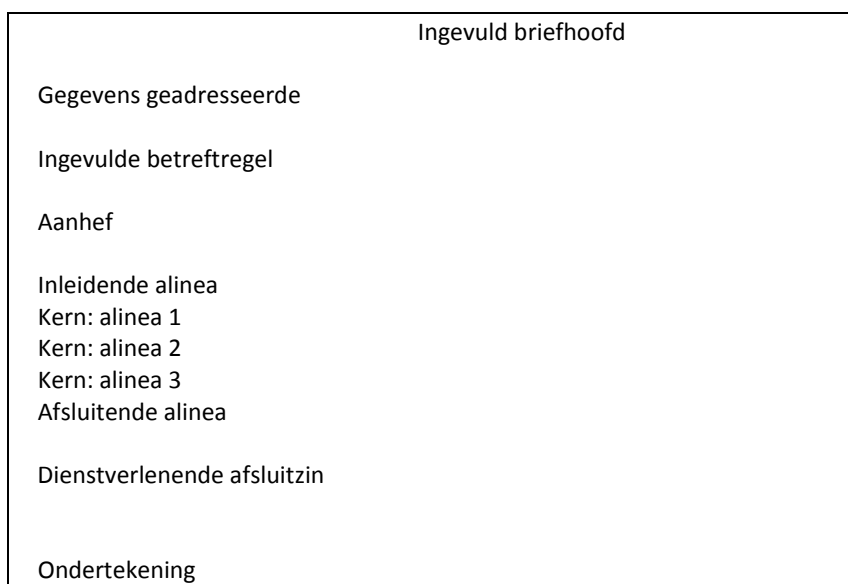 Ingevuld briefhoofd
Gegevens geadresseerde
Ingevulde betreftregel
Aanhef
Inleidende alinea
Kern: alinea 1
Kern: alinea 2
Kern: alinea 3
Afsluitende alinea
Dienstverlenende afsluitzin
Ondertekening